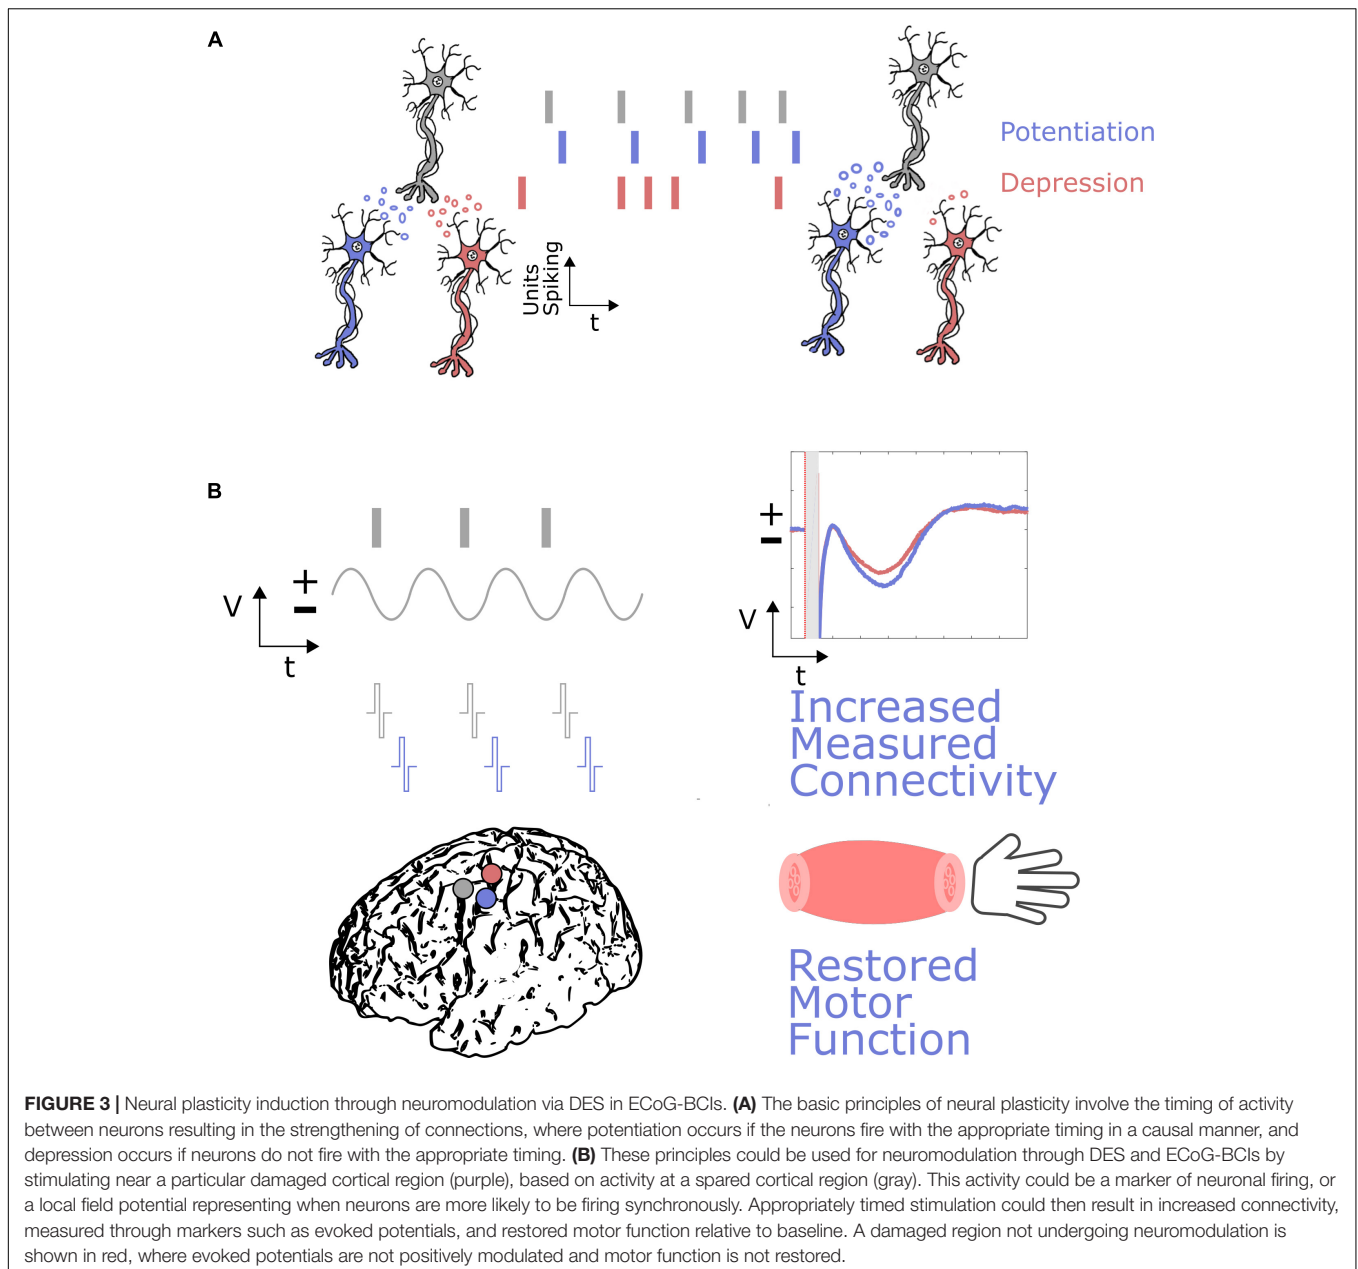 A
Potentiation
Depression
Units
Spiking
t
B
+
−
V
t
+
−
V
t
Increased
Measured
Connectivity
Restored
Motor
Function
FIGURE 3 | Neural plasticity induction through neuromodulation via DES in ECoG-BCIs. (A) The basic principles of neural plasticity involve the timing of activity
between neurons resulting in the strengthening of connections, where potentiation occurs if the neurons fire with the appropriate timing in a causal manner, and
depression occurs if neurons do not fire with the appropriate timing. (B) These principles could be used for neuromodulation through DES and ECoG-BCIs by
stimulating near a particular damaged cortical region (purple), based on activity at a spared cortical region (gray). This activity could be a marker of neuronal firing, or
a local field potential representing when neurons are more likely to be firing synchronously. Appropriately timed stimulation could then result in increased connectivity,
measured through markers such as evoked potentials, and restored motor function relative to baseline. A damaged region not undergoing neuromodulation is
shown in red, where evoked potentials are not positively modulated and motor function is not restored.